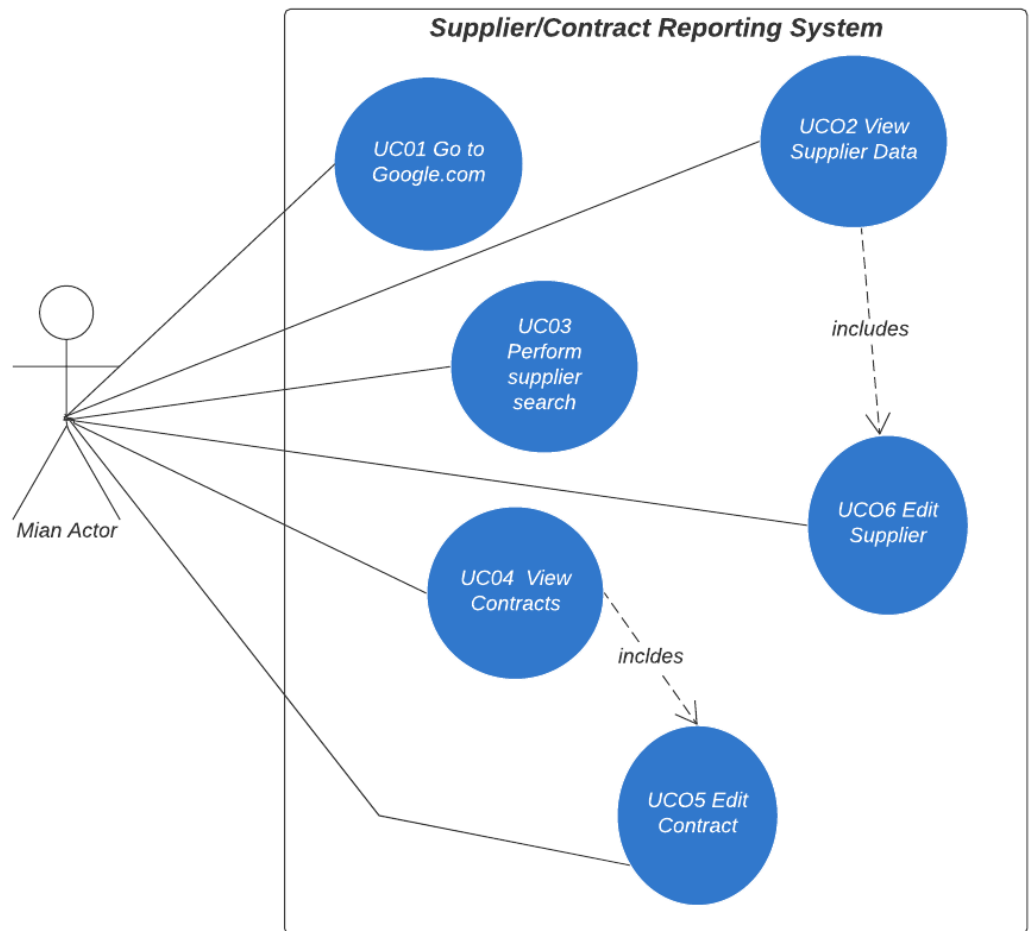 Supplier/Contract Reporting System
UC01 Go to
Google.com
UCO2 View
Supplier Data
includes
UC03
Perform
supplier
search
UCO6 Edit
Supplier
Mian Actor
UC04 View
Contracts
incldes
UCO5 Edit
Contract